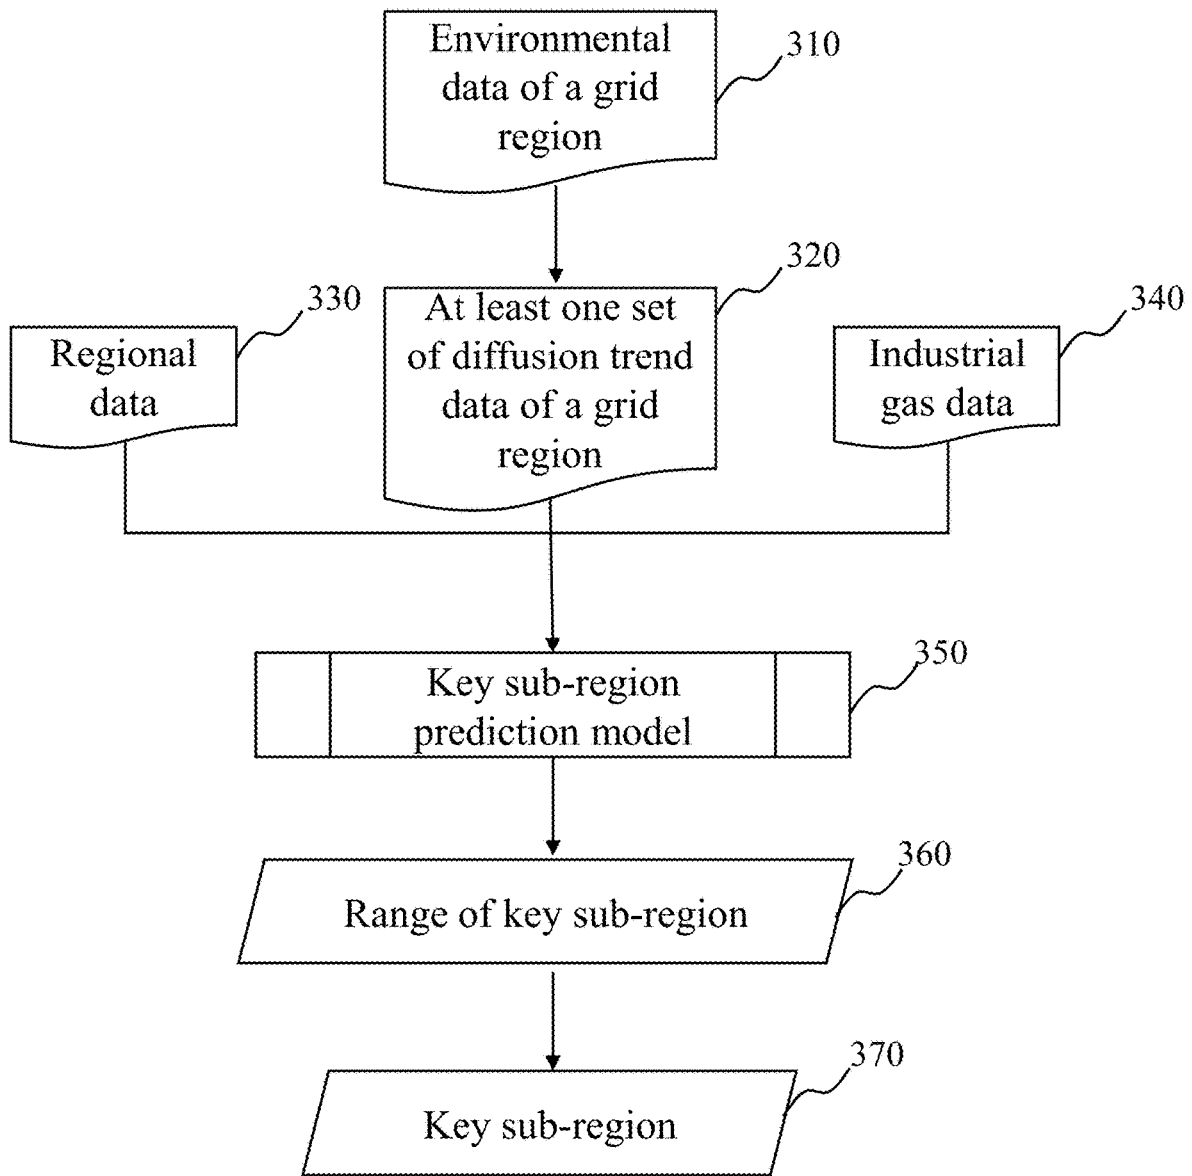 Environmental
data of a grid
region
310
320
330
Regional
data
At least one set
of diffusion trend
data of a grid
region
340
Industrial
gas data
350
Key sub-region
prediction model
360
Range of key sub-region
370
Key sub-region